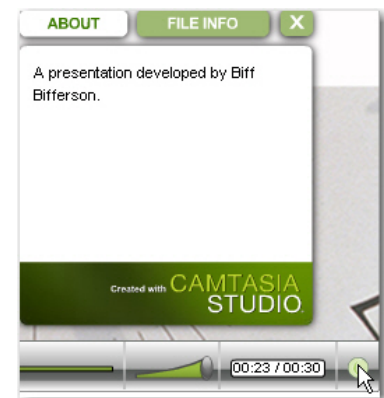 ABOUT FILE INFO X
A presentation developed by Biff
Bifferson.
Created with CAMTASIA
STUDIO.
00:23 / 00:30